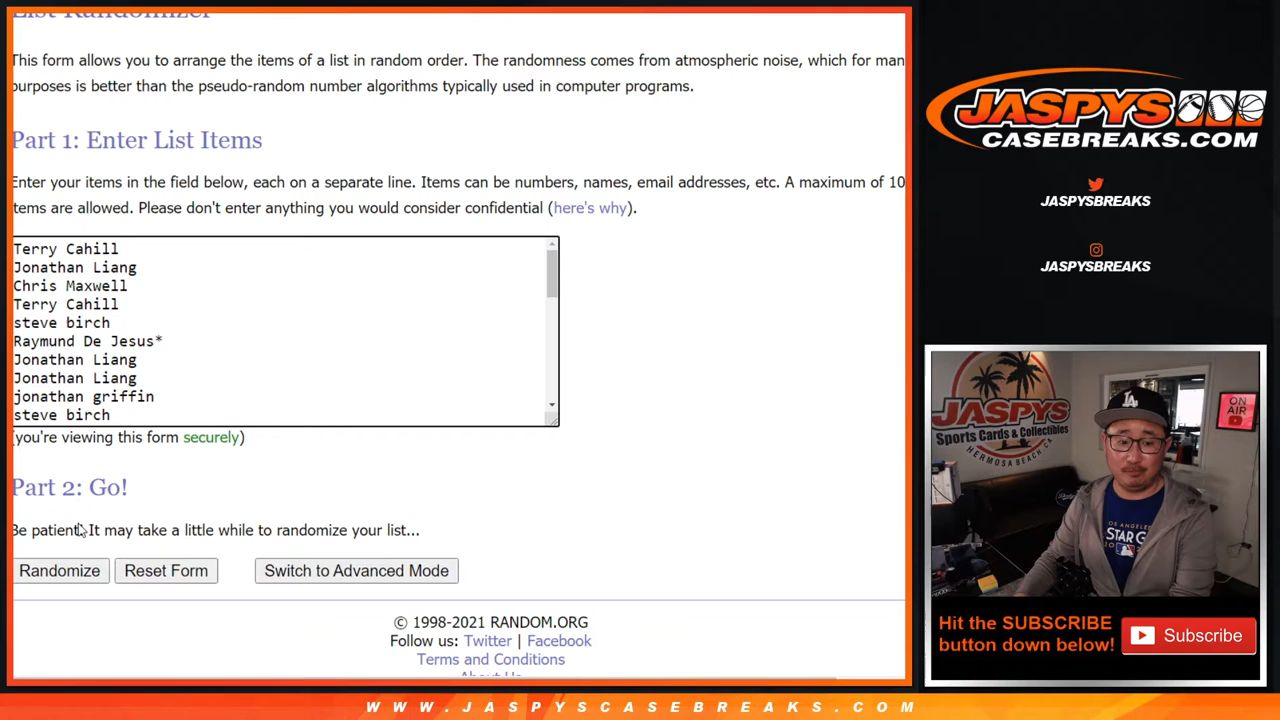 List Randomizer
This form allows you to arrange the items of a list in random order. The randomness comes from atmospheric noise, which for man
purposes is better than the pseudo-random number algorithms typically used in computer programs.
Part 1: Enter List Items
Enter your items in the field below, each on a separate line. Items can be numbers, names, email addresses, etc. A maximum of 10
tems are allowed. Please don't enter anything you would consider confidential (here's why).
Terry Cahill
Jonathan Liang
Chris Maxwell
Terry Cahill
steve birch
Raymund De Jesus*
Jonathan Liang
Jonathan Liang
jonathan griffin
steve birch
(you're viewing this form securely)
Part 2: Go!
Be patient. It may take a little while to randomize your list...
Randomize
Reset Form
Switch to Advanced Mode
© 1998-2021 RANDOM.ORG
Follow us: Twitter | Facebook
Terms and Conditions
About Us
JASPYS
CASEBREAKS.COM
JASPYSBREAKS
JASPYSBREAKS
JASPYS
Sports Cards & Collectibles
HERMOSA BEACH, CA
ON AIR
LA
LOS ANGELES
STAR G
Hit the SUBSCRIBE
button down below!
Subscribe
WWW.JASPYSCASEBREAKS.COM